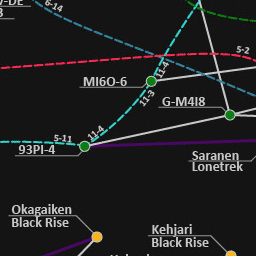 6-14
5-2
MI6O-6
11-4
11-3
G-M4I8
5-11
11-4
93PI-4
Saranen
Lonetrek
Okagaiken
Black Rise
Kehjari
Black Rise